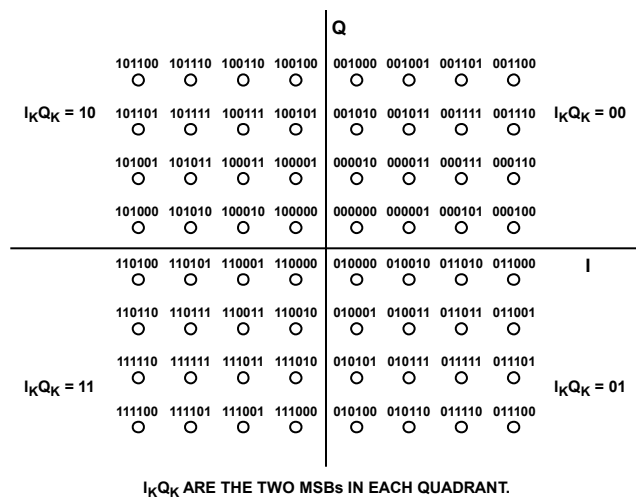 Q
101100 101110 100110 100100 001000 001001 001101 001100
IKQK = 10 101101 101111 100111 100101 001010 001011 001111 001110 IKQK = 00
101001 101011 100011 100001 000010 000011 000111 000110
101000 101010 100010 100000 000000 000001 000101 000100
110100 110101 110001 110000 010000 010010 011010 011000 I
110110 110111 110011 110010 010001 010011 011011 011001
111110 111111 111011 111010 010101 010111 011111 011101
IKQK = 11 IKQK = 01
111100 111101 111001 111000 010100 010110 011110 011100
IKQK ARE THE TWO MSBs IN EACH QUADRANT.